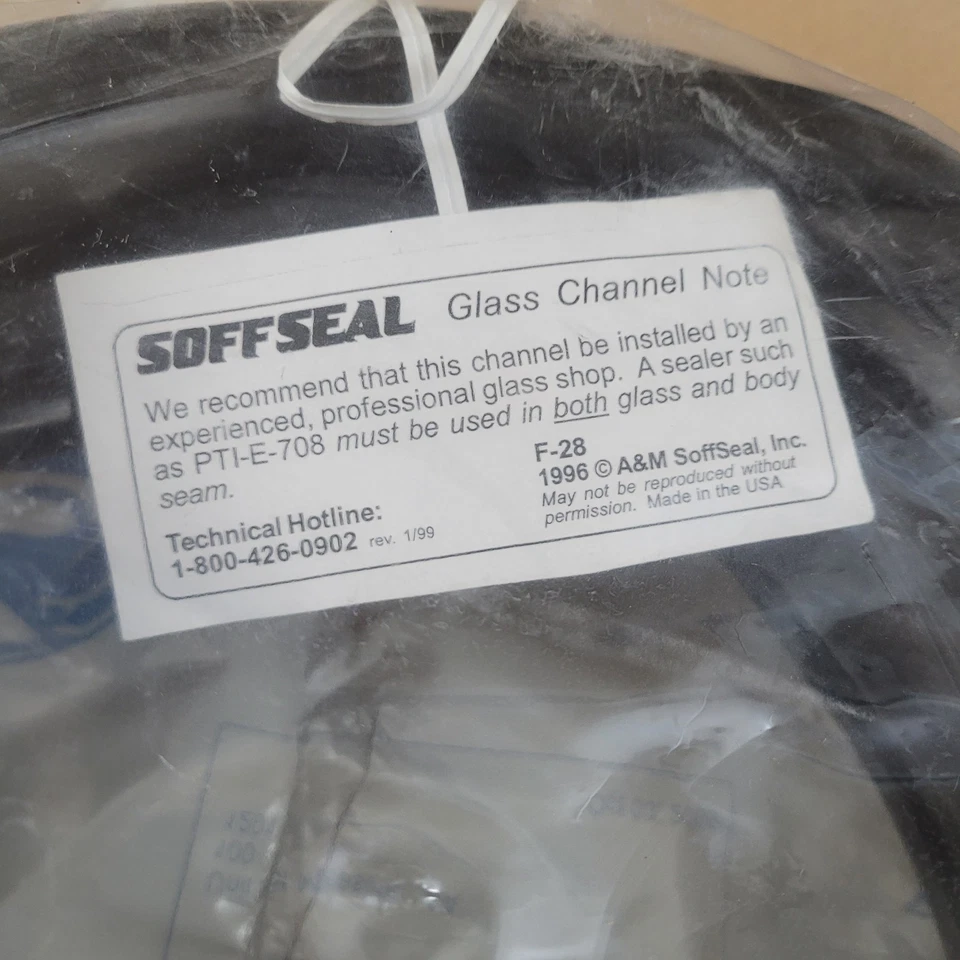 SOFFSEAL Glass Channel Note
We recommend that this channel be installed by an
experienced, professional glass shop. A sealer such
as PTI-E-708 must be used in both glass and body
seam.
Technical Hotline:
1-800-426-0902 rev. 1/99
F-28
1996 © A&M SoffSeal, Inc.
May not be reproduced without
permission. Made in the USA